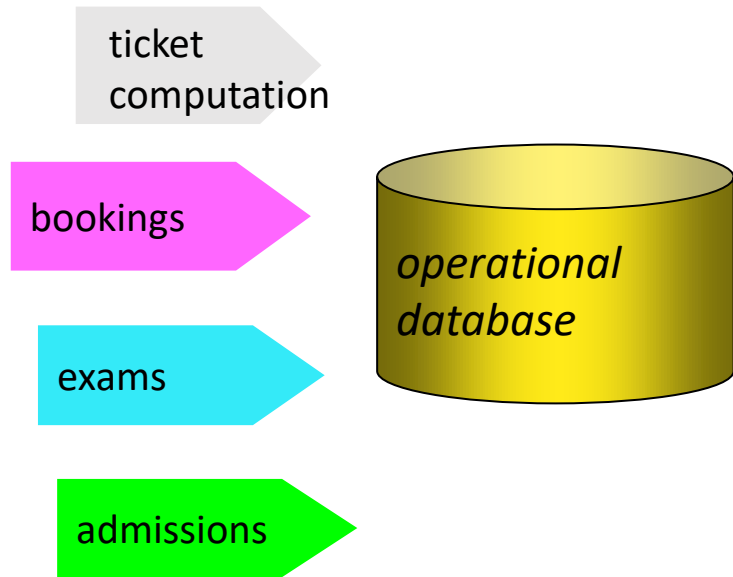 ticket
computation
bookings
operational
database
exams
admissions